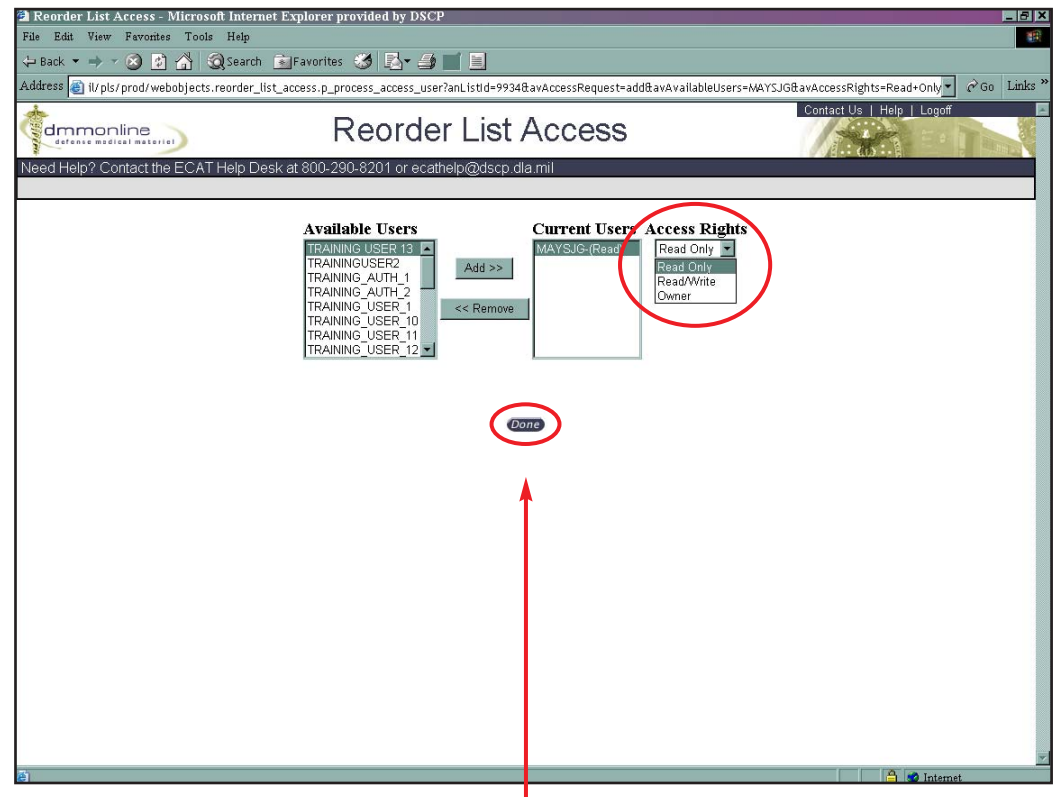 Reorder List Access - Microsoft Internet Explorer provided by DSCP
File Edit View Favorites Tools Help
Back Search Favorites
Address il/pls/prod/webobjects.reorder_list_access.p_process_access_user?anListId=9934&avAccessRequest=add&avAvailableUsers=MAYSJG&avAccessRights=Read+Only Go Links »
Contact Us | Help | Logoff
dmmonline
defense medical material
Reorder List Access
Need Help? Contact the ECAT Help Desk at 800-290-8201 or ecathelp@dscp.dla.mil
Available Users Current Users Access Rights
TRAINING USER 13
TRAININGUSER2
TRAINING_AUTH_1
TRAINING_AUTH_2
TRAINING_USER_1
TRAINING_USER_10
TRAINING_USER_11
TRAINING_USER_12
Add >>
<< Remove
MAYSJG-(Read)
Read Only
Read Only
Read/Write
Owner
Done
Internet